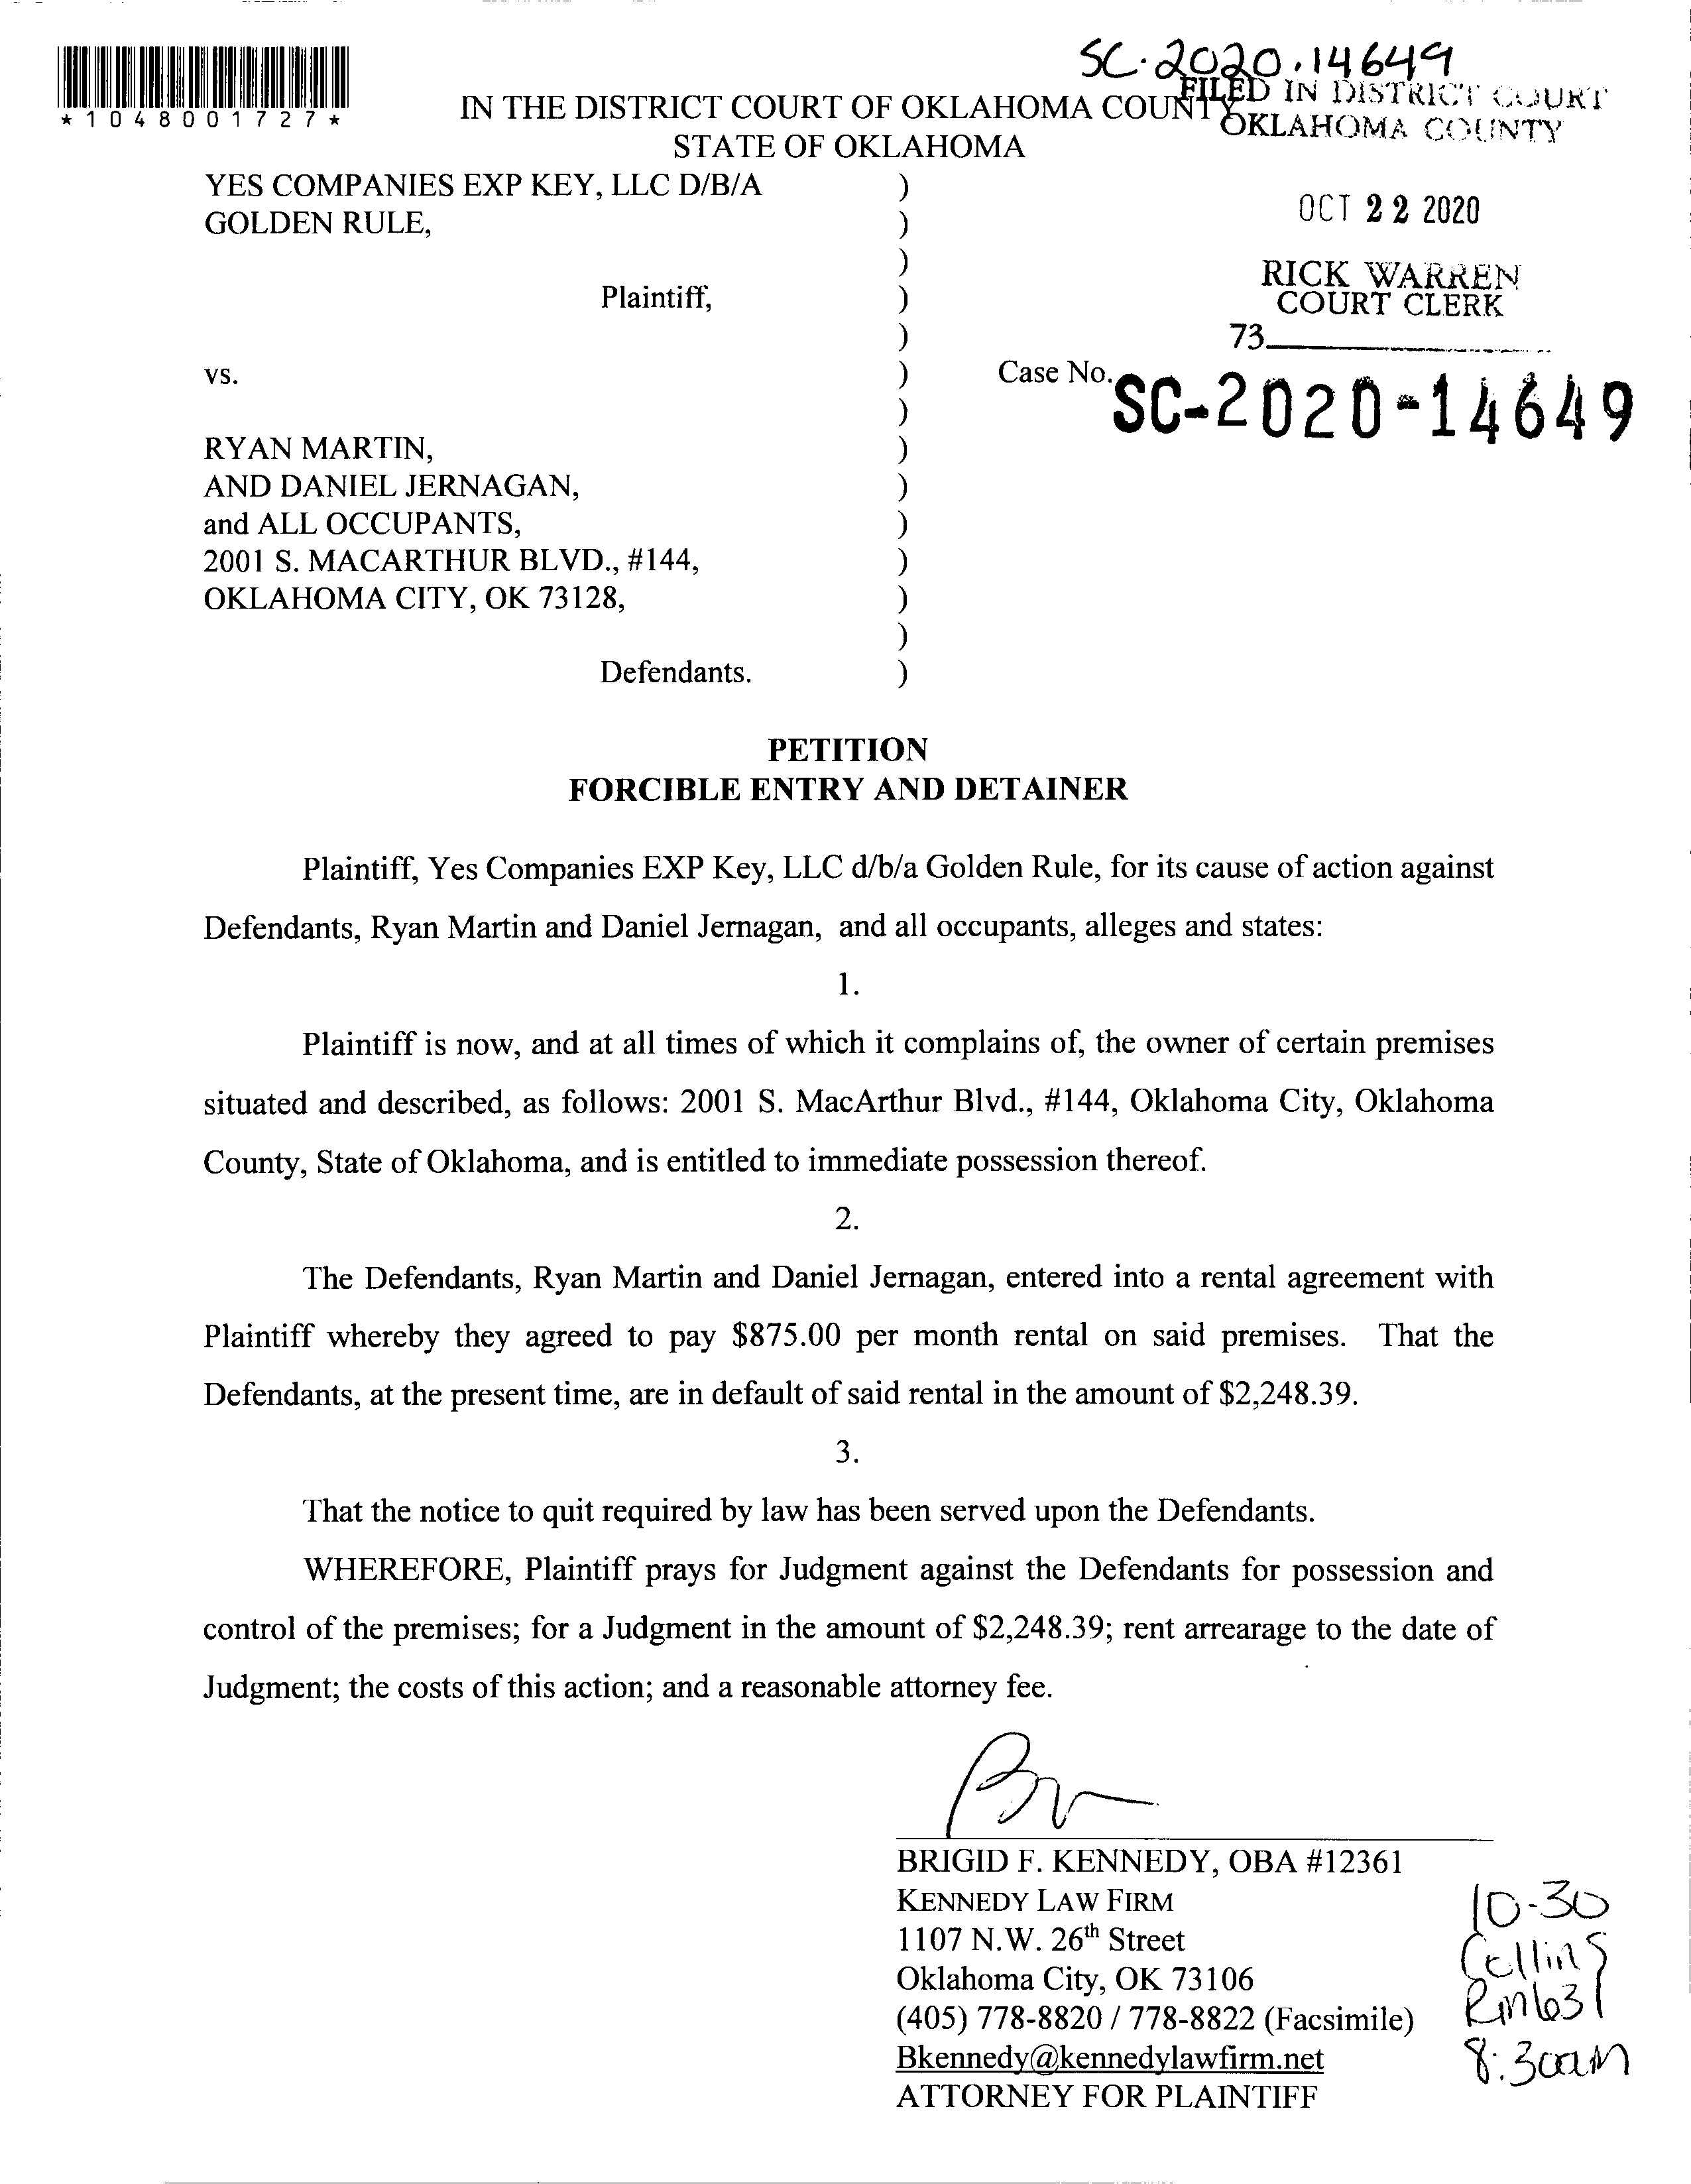 SC-2020-14649
*1048001727*
IN THE DISTRICT COURT OF OKLAHOMA COUNTY
STATE OF OKLAHOMA
FILED IN DISTRICT COURT
OKLAHOMA COUNTY
OCT 22 2020
RICK WARREN
COURT CLERK
73
YES COMPANIES EXP KEY, LLC D/B/A )
GOLDEN RULE, )
)
Plaintiff, )
)
vs. ) Case No. SC-2020-14649
)
RYAN MARTIN, )
AND DANIEL JERNAGAN, )
and ALL OCCUPANTS, )
2001 S. MACARTHUR BLVD., #144, )
OKLAHOMA CITY, OK 73128, )
)
Defendants. )
PETITION
FORCIBLE ENTRY AND DETAINER
Plaintiff, Yes Companies EXP Key, LLC d/b/a Golden Rule, for its cause of action against
Defendants, Ryan Martin and Daniel Jernagan, and all occupants, alleges and states:
1.
Plaintiff is now, and at all times of which it complains of, the owner of certain premises
situated and described, as follows: 2001 S. MacArthur Blvd., #144, Oklahoma City, Oklahoma
County, State of Oklahoma, and is entitled to immediate possession thereof.
2.
The Defendants, Ryan Martin and Daniel Jernagan, entered into a rental agreement with
Plaintiff whereby they agreed to pay $875.00 per month rental on said premises. That the
Defendants, at the present time, are in default of said rental in the amount of $2,248.39.
3.
That the notice to quit required by law has been served upon the Defendants.
WHEREFORE, Plaintiff prays for Judgment against the Defendants for possession and
control of the premises; for a Judgment in the amount of $2,248.39; rent arrearage to the date of
Judgment; the costs of this action; and a reasonable attorney fee.
BRIGID F. KENNEDY, OBA #12361
KENNEDY LAW FIRM
1107 N.W. 26th Street
Oklahoma City, OK 73106
(405) 778-8820 / 778-8822 (Facsimile)
Bkennedy@kennedylawfirm.net
ATTORNEY FOR PLAINTIFF
10-30
Collins
Rm 631
8:30am